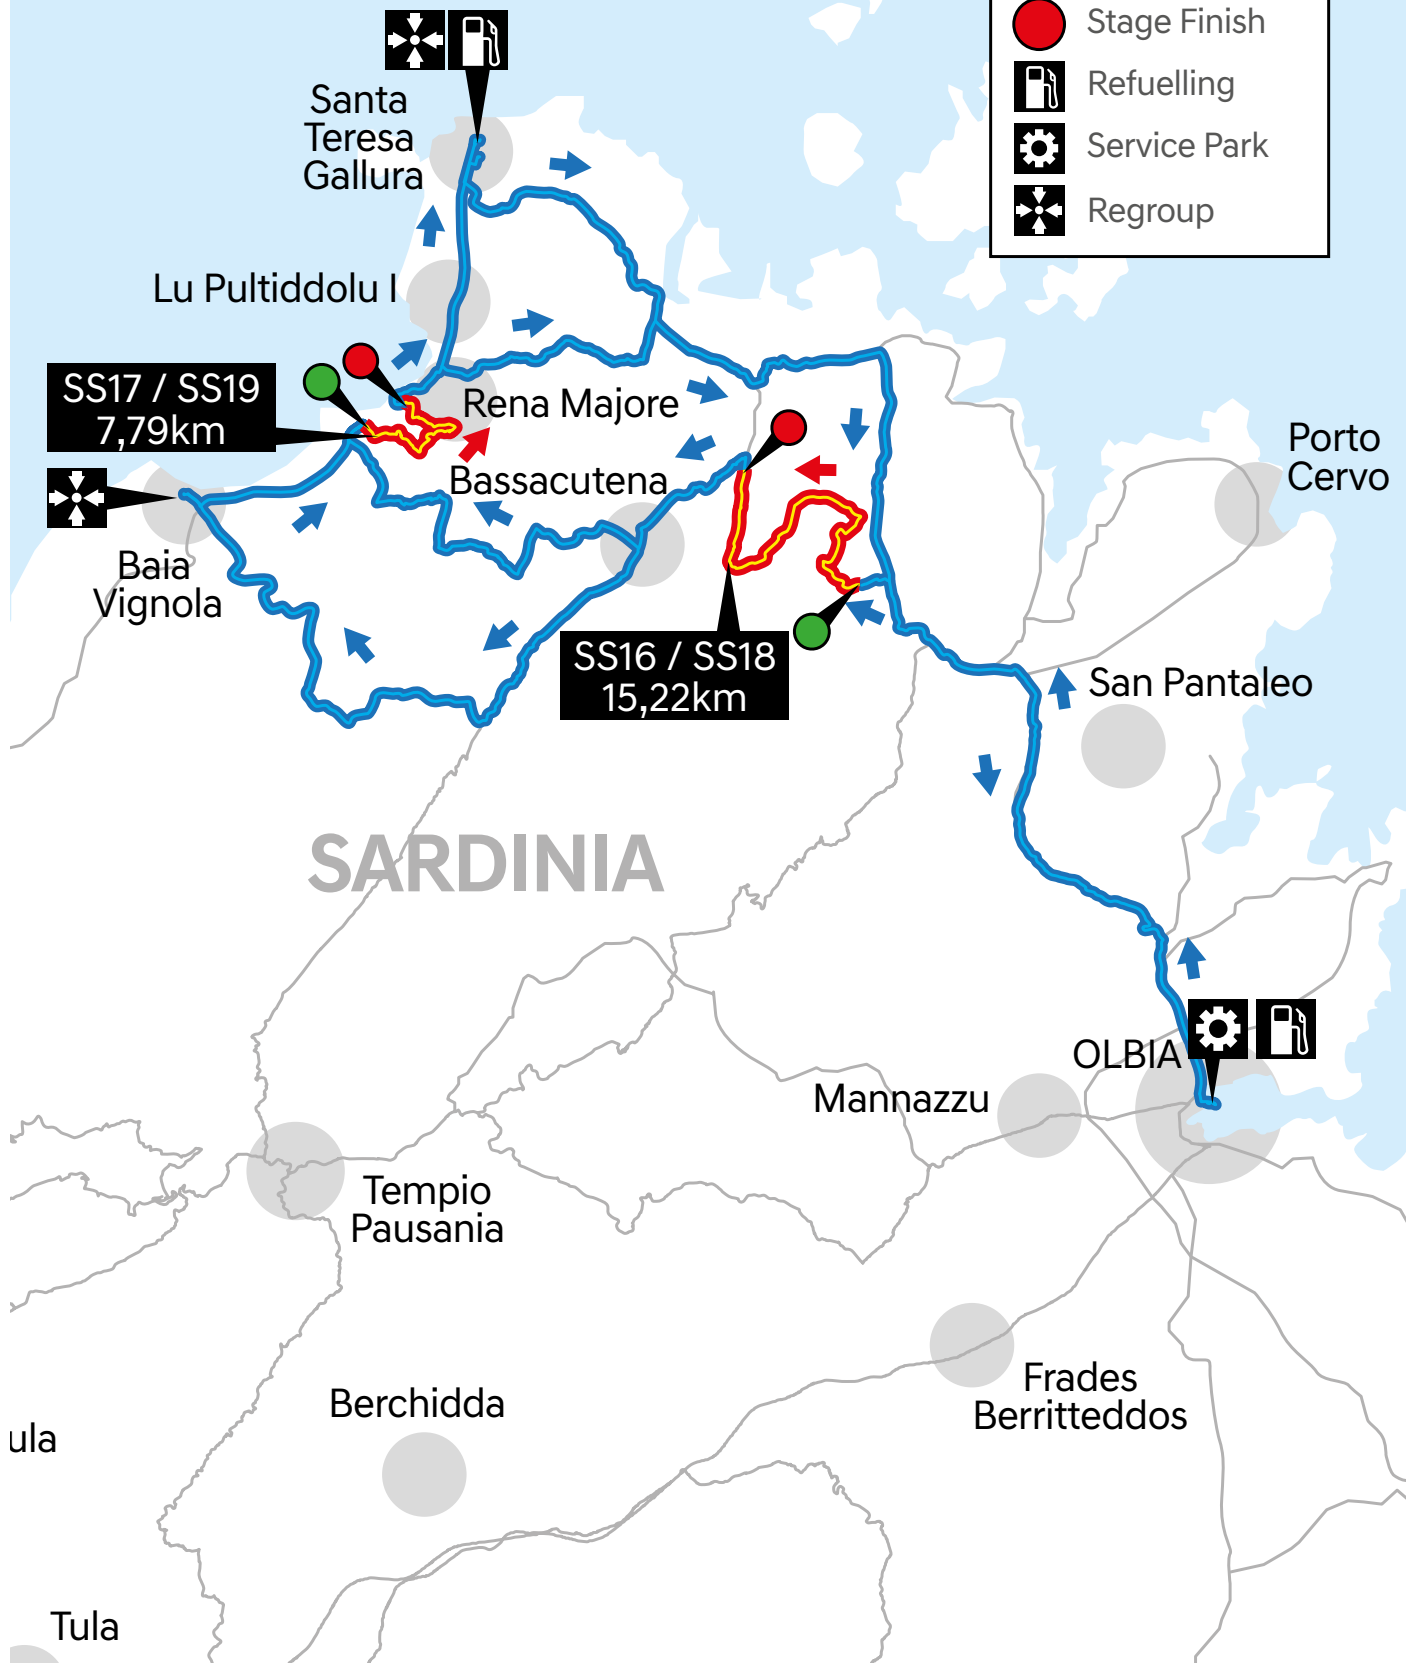 Stage Finish
Refuelling
Service Park
Regroup
Santa
Teresa
Gallura
Lu Pultiddolu I
SS17 / SS19
7,79km
Rena Majore
Bassacutena
Porto
Cervo
Baia
Vignola
SS16 / SS18
15,22km
San Pantaleo
SARDINIA
OLBIA
Mannazzu
Tempio
Pausania
Frades
Berritteddos
Berchidda
ula
Tula